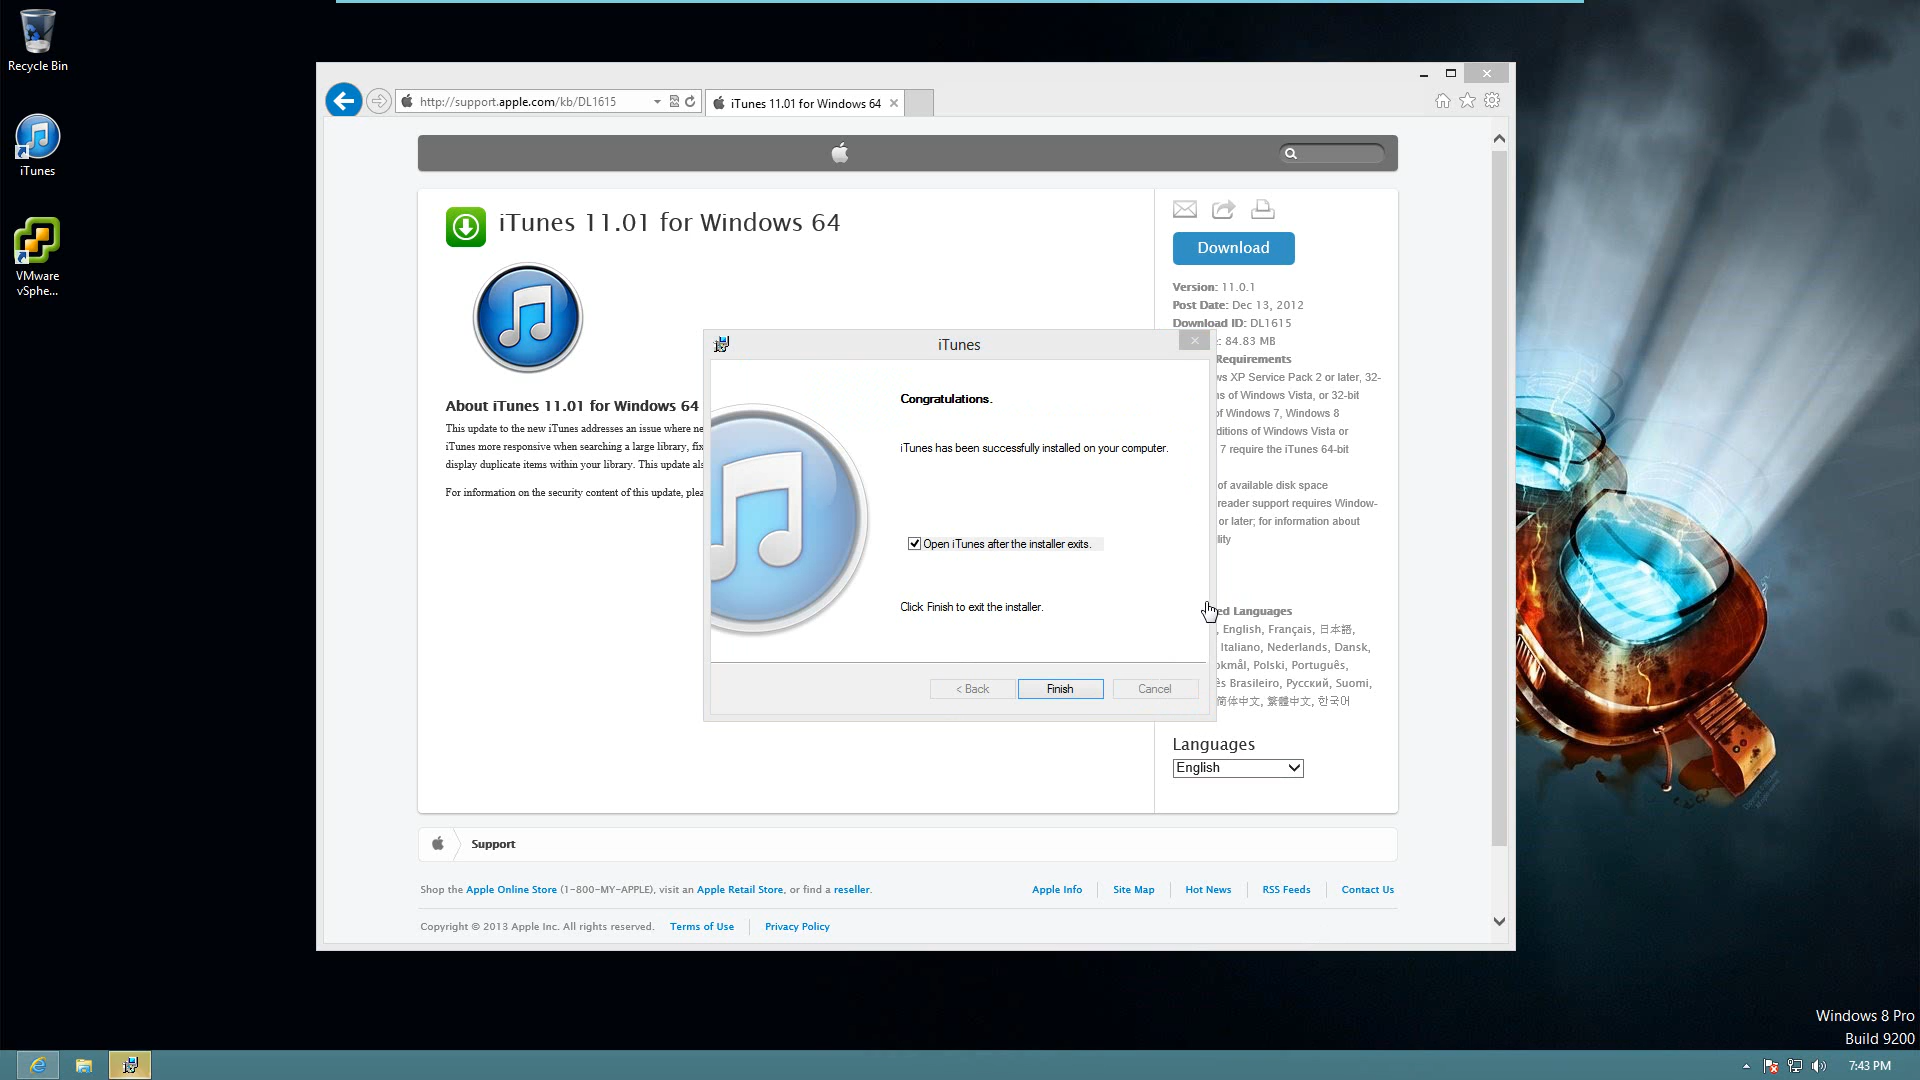 Recycle Bin
iTunes
VMware
vSphe...
http://support.apple.com/kb/DL1615
iTunes 11.01 for Windows 64
iTunes 11.01 for Windows 64
Download
Version: 11.0.1
Post Date: Dec 13, 2012
Download ID: DL1615
: 84.83 MB
Requirements
ws XP Service Pack 2 or later, 32-
ns of Windows Vista, or 32-bit
of Windows 7, Windows 8
ditions of Windows Vista or
7 require the iTunes 64-bit
of available disk space
reader support requires Window-
or later; for information about
lity
ed Languages
, English, Français, 日本語,
Italiano, Nederlands, Dansk,
okmål, Polski, Português,
ês Brasileiro, Русский, Suomi,
简体中文, 繁體中文, 한국어
Languages
English
About iTunes 11.01 for Windows 64
This update to the new iTunes addresses an issue where ne
iTunes more responsive when searching a large library, fix
display duplicate items within your library. This update als
For information on the security content of this update, plea
iTunes
Congratulations.
iTunes has been successfully installed on your computer.
Open iTunes after the installer exits.
Click Finish to exit the installer.
< Back
Finish
Cancel
Support
Shop the Apple Online Store (1-800-MY-APPLE), visit an Apple Retail Store, or find a reseller.
Apple Info
Site Map
Hot News
RSS Feeds
Contact Us
Copyright © 2013 Apple Inc. All rights reserved.
Terms of Use
Privacy Policy
Windows 8 Pro
Build 9200
7:43 PM